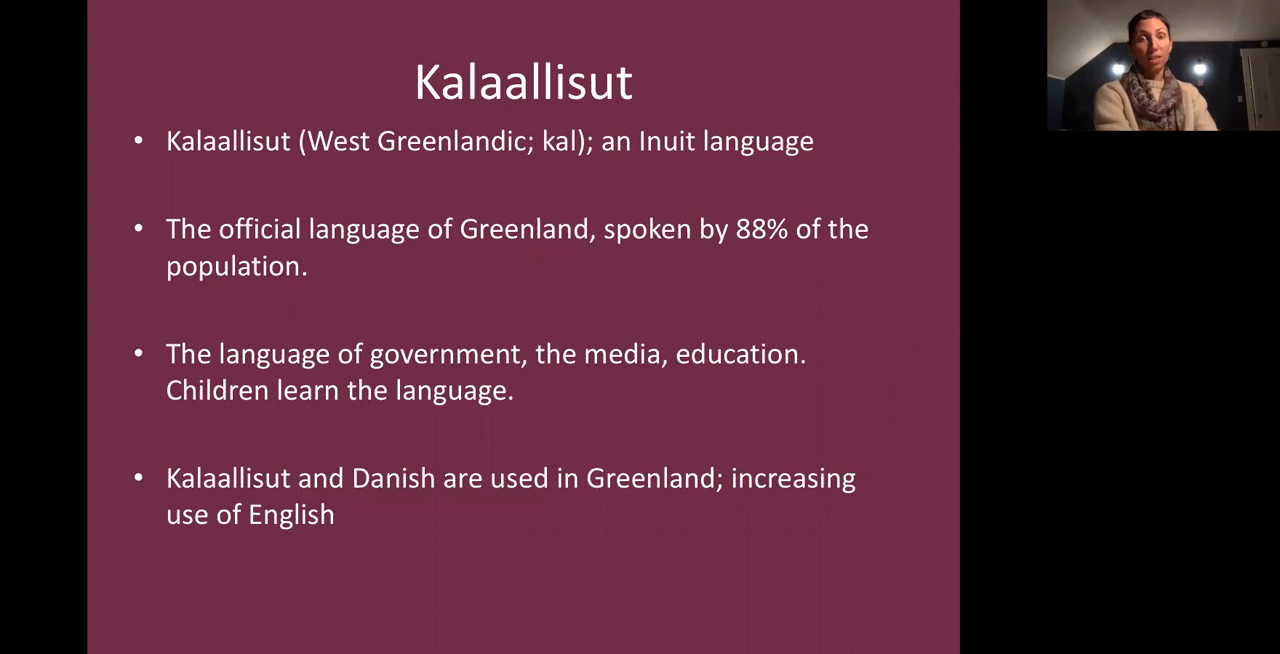 Kalaallisut
• Kalaallisut (West Greenlandic; kal); an Inuit language
• The official language of Greenland, spoken by 88% of the
population.
• The language of government, the media, education.
Children learn the language.
• Kalaallisut and Danish are used in Greenland; increasing
use of English